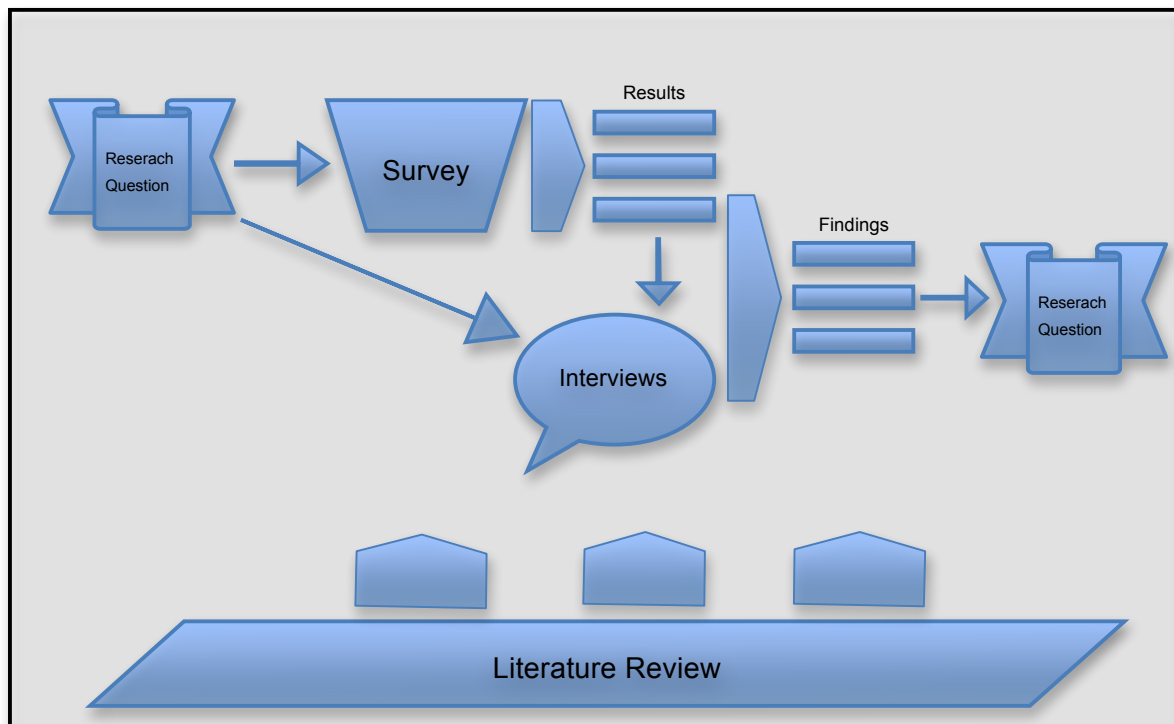 Results
Reserach
Question
Survey
Findings
Reserach
Question
Interviews
Literature Review